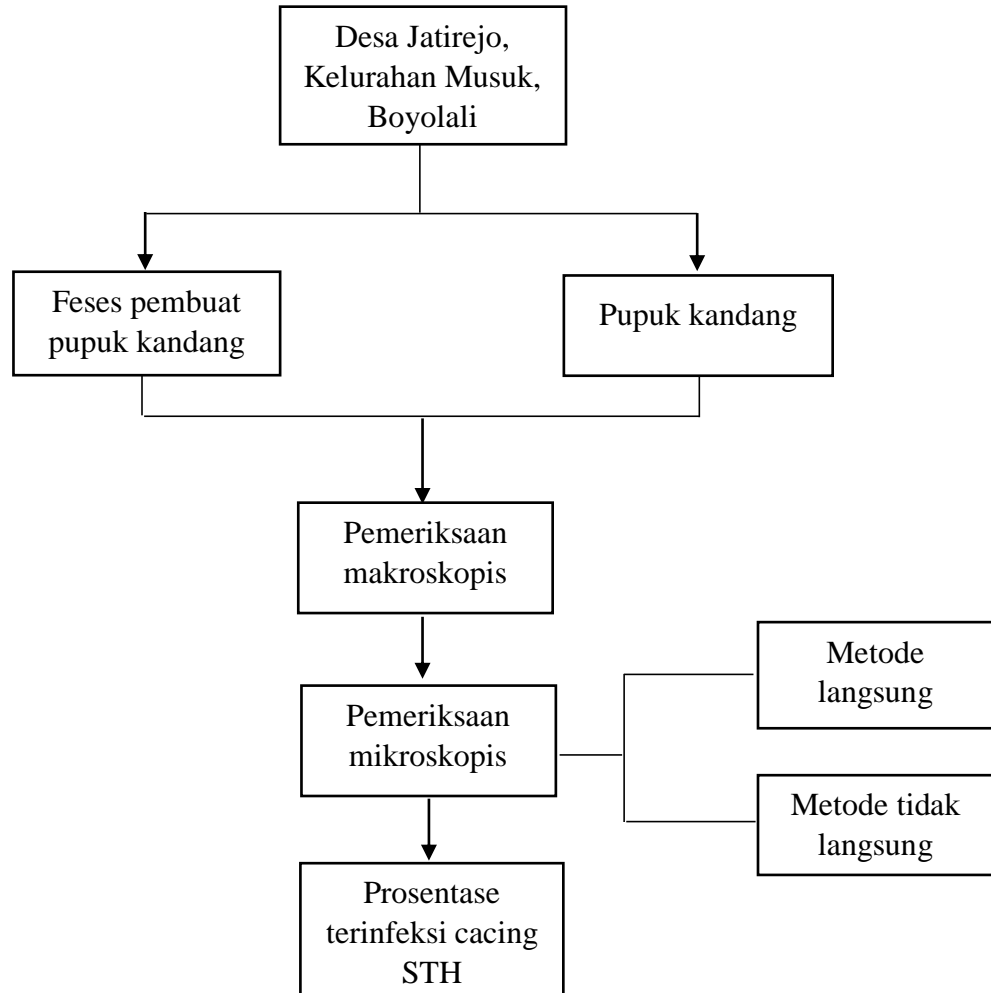 Desa Jatirejo,
Kelurahan Musuk,
Boyolali
Feses pembuat
pupuk kandang
Pupuk kandang
Pemeriksaan
makroskopis
Pemeriksaan
mikroskopis
Metode
langsung
Metode tidak
langsung
Prosentase
terinfeksi cacing
STH